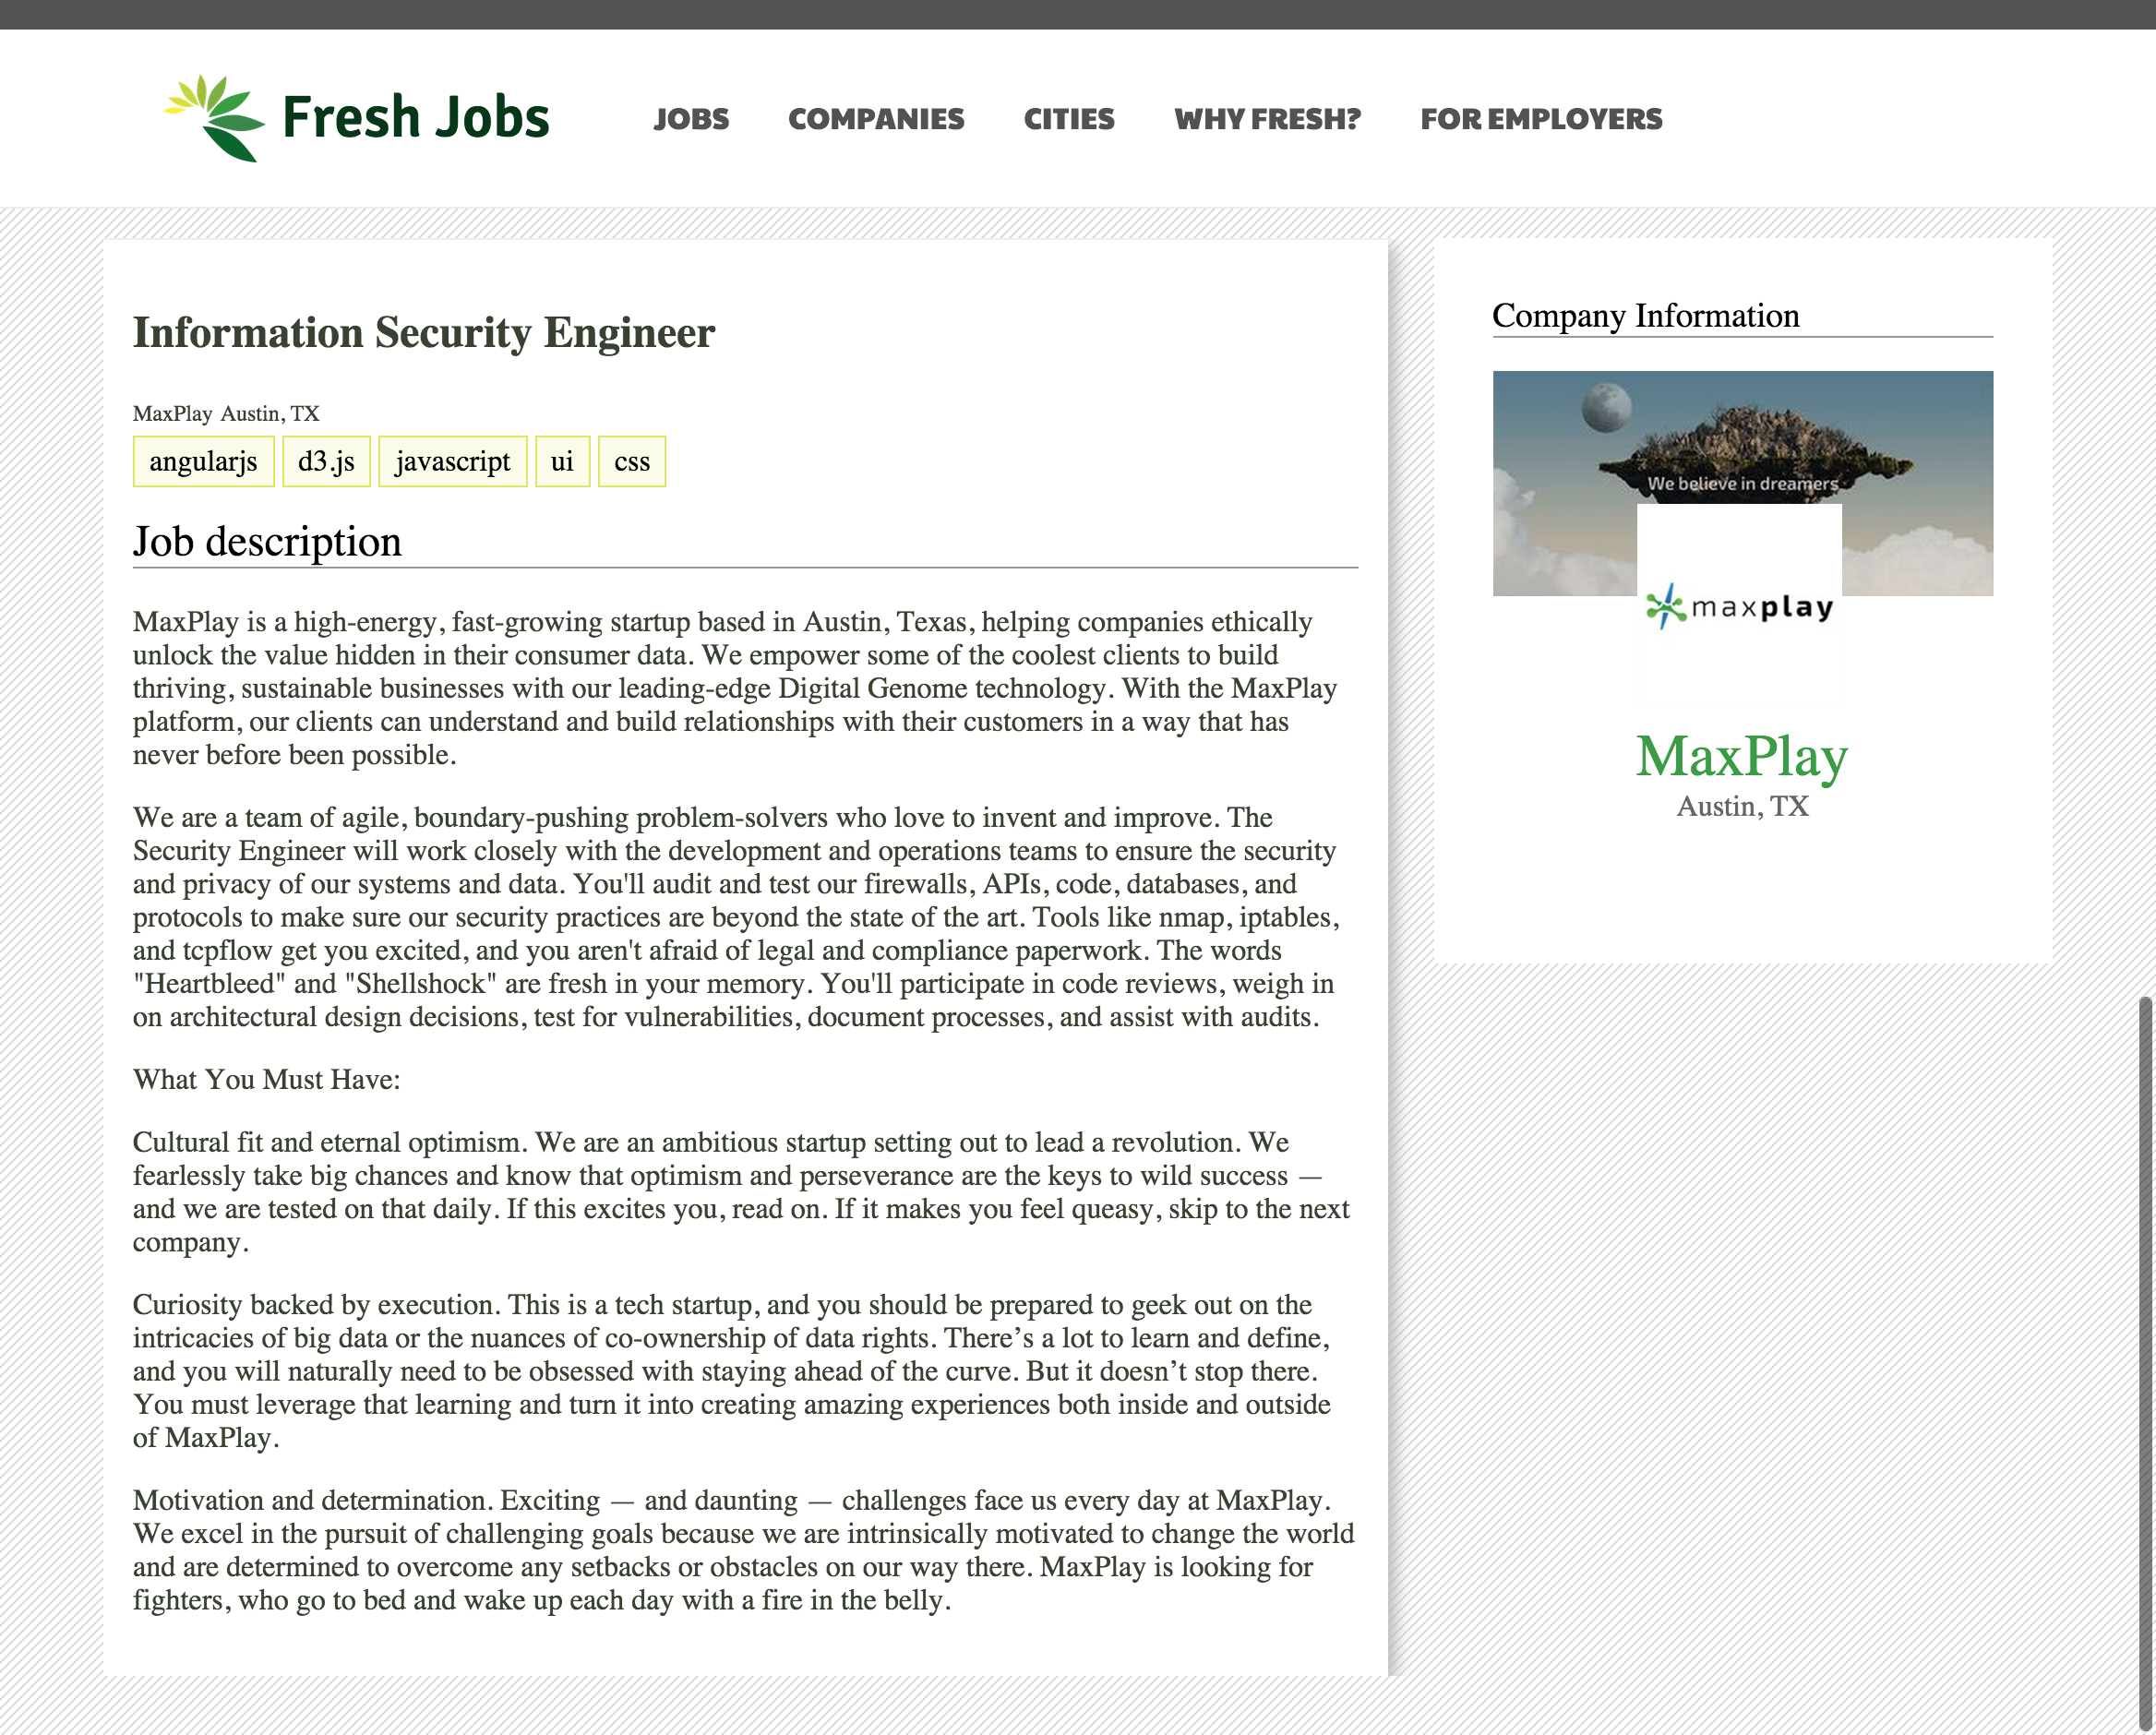 Fresh Jobs
JOBS
COMPANIES
CITIES
WHY FRESH?
FOR EMPLOYERS
Information Security Engineer
MaxPlay Austin, TX
angularjs
d3.js
javascript
ui
css
Job description
MaxPlay is a high-energy, fast-growing startup based in Austin, Texas, helping companies ethically
unlock the value hidden in their consumer data. We empower some of the coolest clients to build
thriving, sustainable businesses with our leading-edge Digital Genome technology. With the MaxPlay
platform, our clients can understand and build relationships with their customers in a way that has
never before been possible.
We are a team of agile, boundary-pushing problem-solvers who love to invent and improve. The
Security Engineer will work closely with the development and operations teams to ensure the security
and privacy of our systems and data. You'll audit and test our firewalls, APIs, code, databases, and
protocols to make sure our security practices are beyond the state of the art. Tools like nmap, iptables,
and tcpflow get you excited, and you aren't afraid of legal and compliance paperwork. The words
"Heartbleed" and "Shellshock" are fresh in your memory. You'll participate in code reviews, weigh in
on architectural design decisions, test for vulnerabilities, document processes, and assist with audits.
What You Must Have:
Cultural fit and eternal optimism. We are an ambitious startup setting out to lead a revolution. We
fearlessly take big chances and know that optimism and perseverance are the keys to wild success —
and we are tested on that daily. If this excites you, read on. If it makes you feel queasy, skip to the next
company.
Curiosity backed by execution. This is a tech startup, and you should be prepared to geek out on the
intricacies of big data or the nuances of co-ownership of data rights. There’s a lot to learn and define,
and you will naturally need to be obsessed with staying ahead of the curve. But it doesn’t stop there.
You must leverage that learning and turn it into creating amazing experiences both inside and outside
of MaxPlay.
Motivation and determination. Exciting — and daunting — challenges face us every day at MaxPlay.
We excel in the pursuit of challenging goals because we are intrinsically motivated to change the world
and are determined to overcome any setbacks or obstacles on our way there. MaxPlay is looking for
fighters, who go to bed and wake up each day with a fire in the belly.
Company Information
We believe in dreamers
maxplay
MaxPlay
Austin, TX